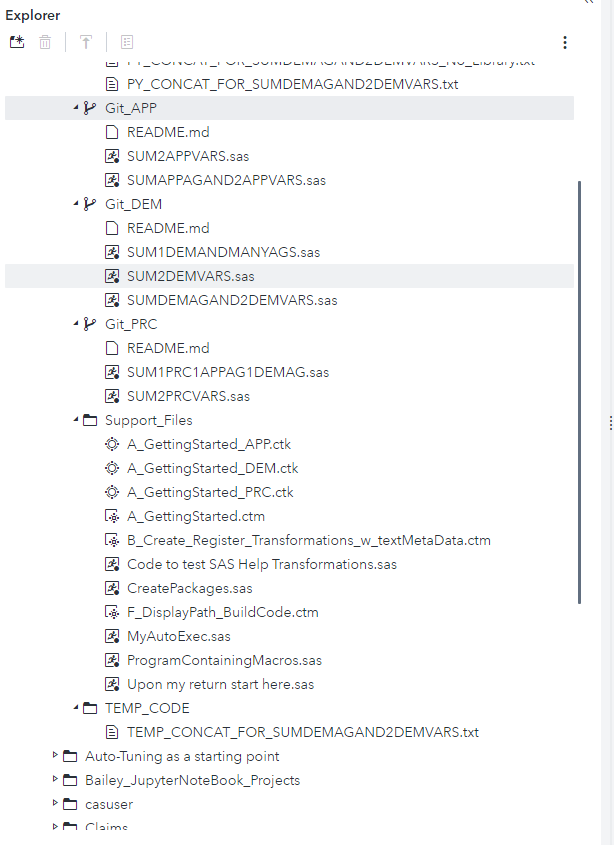 Explorer
PY_CONCAT_FOR_SUMDEMAGAND2DEMVARS_No_Library.txt
PY_CONCAT_FOR_SUMDEMAGAND2DEMVARS.txt
Git_APP
README.md
SUM2APPVARS.sas
SUMAPPAGAND2APPVARS.sas
Git_DEM
README.md
SUM1DEMANDMANYAGS.sas
SUM2DEMVARS.sas
SUMDEMAGAND2DEMVARS.sas
Git_PRC
README.md
SUM1PRC1APPAG1DEMAG.sas
SUM2PRCVARS.sas
Support_Files
A_GettingStarted_APP.ctk
A_GettingStarted_DEM.ctk
A_GettingStarted_PRC.ctk
A_GettingStarted.ctm
B_Create_Register_Transformations_w_textMetaData.ctm
Code to test SAS Help Transformations.sas
CreatePackages.sas
F_DisplayPath_BuildCode.ctm
MyAutoExec.sas
ProgramContainingMacros.sas
Upon my return start here.sas
TEMP_CODE
TEMP_CONCAT_FOR_SUMDEMAGAND2DEMVARS.txt
Auto-Tuning as a starting point
Bailey_JupyterNoteBook_Projects
casuser
Claims